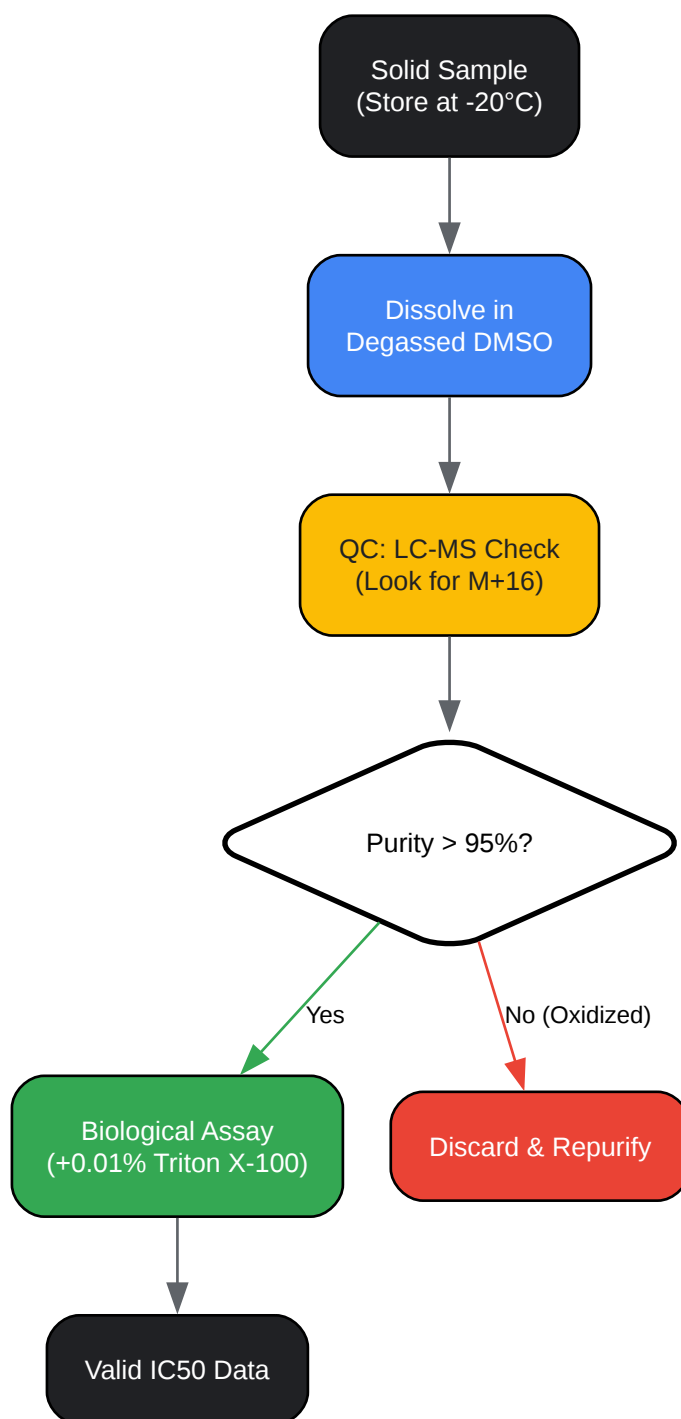 Solid Sample
(Store at -20°C)
Dissolve in
Degassed DMSO
QC: LC-MS Check
(Look for M+16)
Purity > 95%?
Yes
No (Oxidized)
Biological Assay
(+0.01% Triton X-100)
Discard & Repurify
Valid IC50 Data